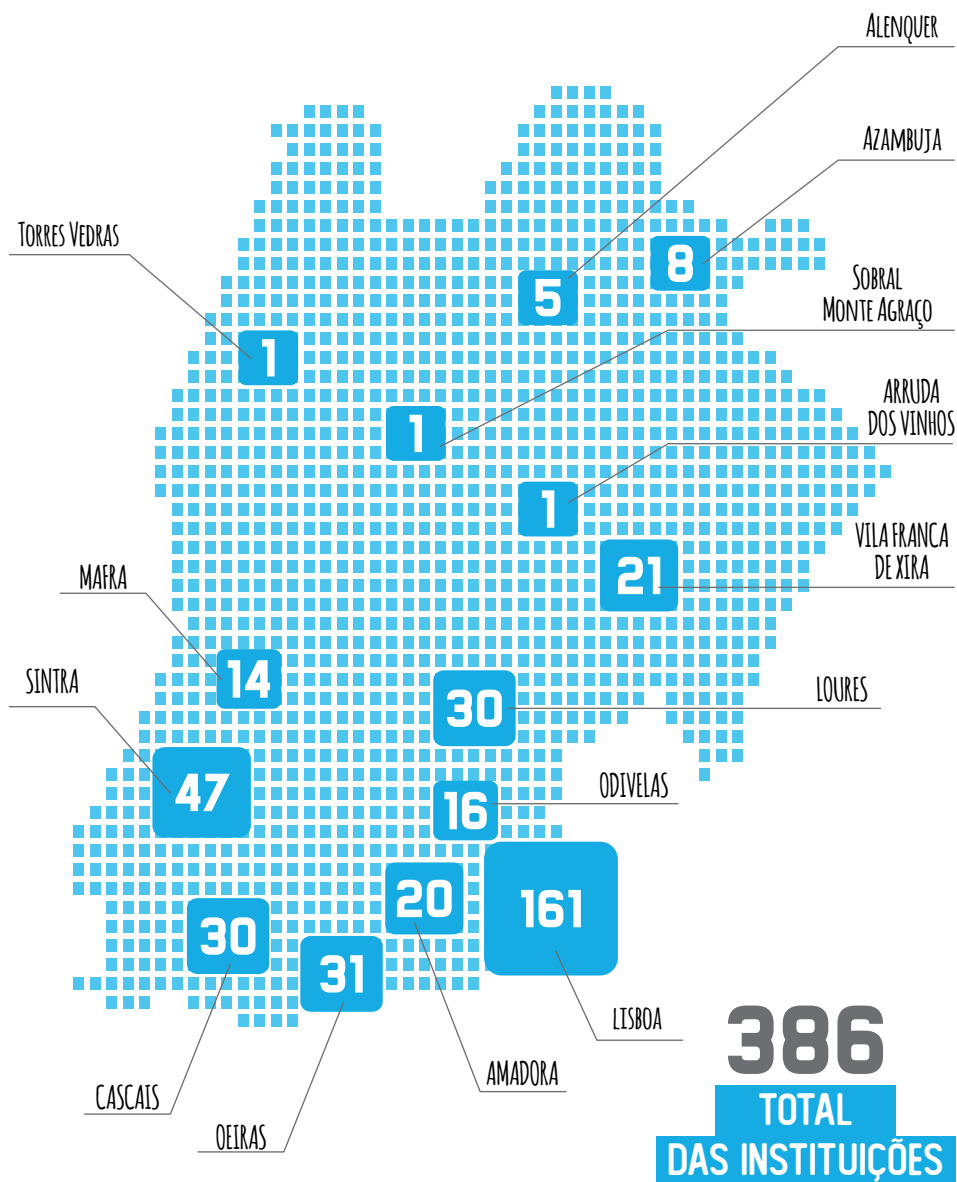 ALENQUER
AZAMBUJA
TORRES VEDRAS
8
SOBRAL
MONTE AGRAÇO
5
1
ARRUDA
DOS VINHOS
1
1
VILA FRANCA
DE XIRA
21
MAFRA
14
SINTRA
LOURES
30
47
ODIVELAS
16
20
161
30
31
LISBOA
386
AMADORA
CASCAIS
TOTAL
OEIRAS
DAS INSTITUIÇÕES